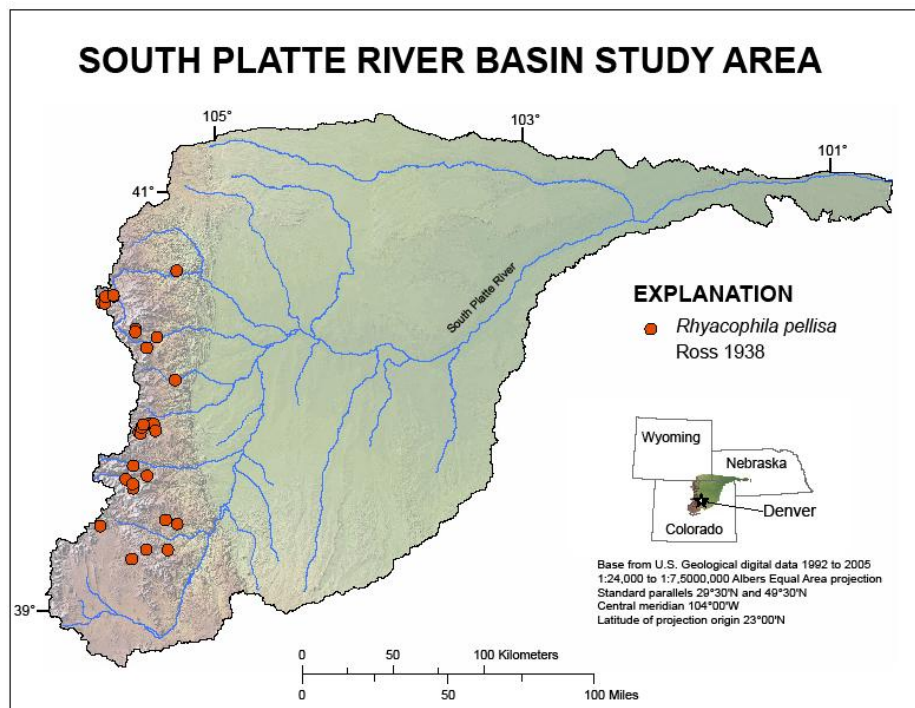 SOUTH PLATTE RIVER BASIN STUDY AREA
105°
103°
101°
41°
South Platte River
EXPLANATION
Rhyacophila pellisa
Ross 1938
Wyoming
Nebraska
Denver
Colorado
Base from U.S. Geological digital data 1992 to 2005
1:24,000 to 1:7,5000,000 Albers Equal Area projection
Standard parallels 29°30'N and 49°30'N
Central meridian 104°00'W
Latitude of projection origin 23°00'N
39°
0 50 100 Kilometers
0 50 100 Miles